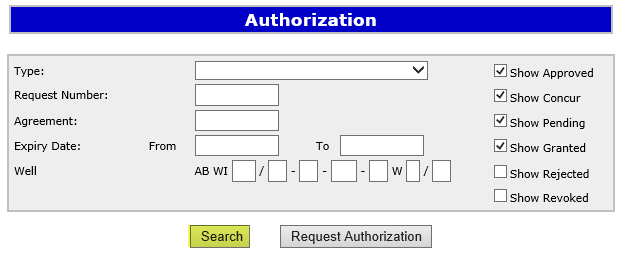 Authorization
Type: Show Approved
Request Number: Show Concur
Agreement: Show Pending
Expiry Date: From To Show Granted
Well AB WI / - - - W / Show Rejected
Show Revoked
Search Request Authorization